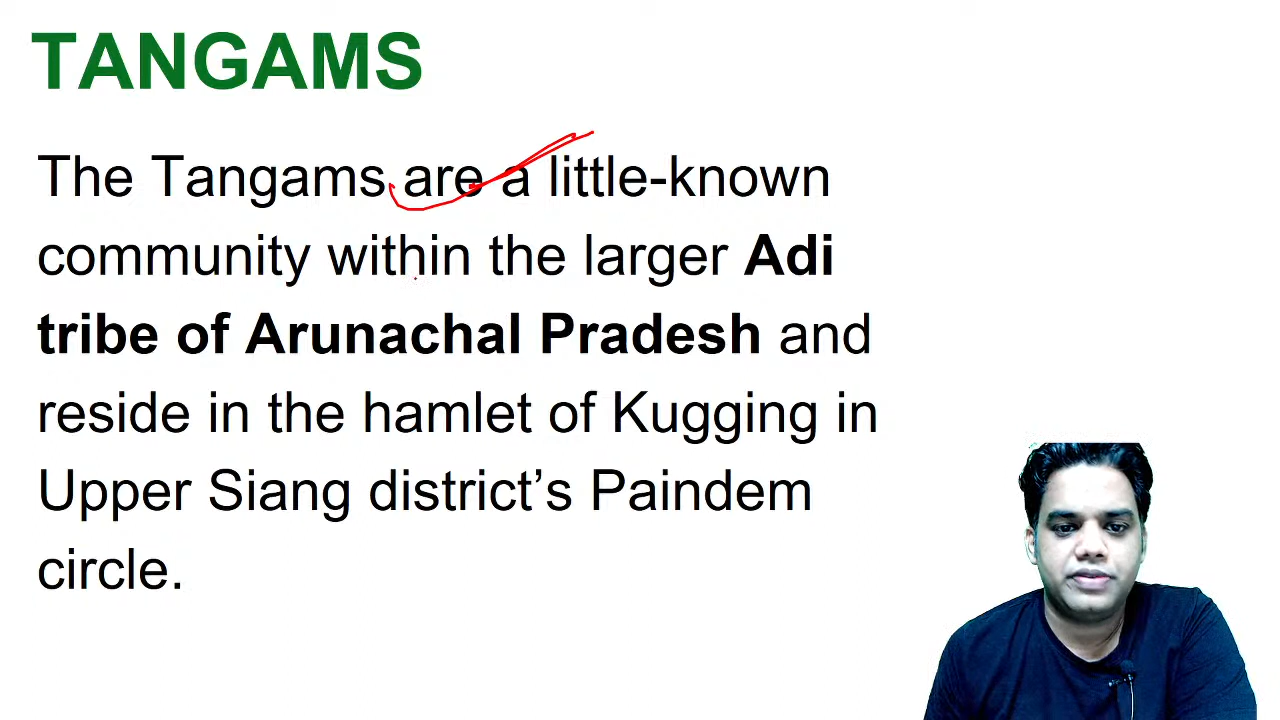 TANGAMS
The Tangams are a little-known
community within the larger Adi
tribe of Arunachal Pradesh and
reside in the hamlet of Kugging in
Upper Siang district’s Paindem
circle.